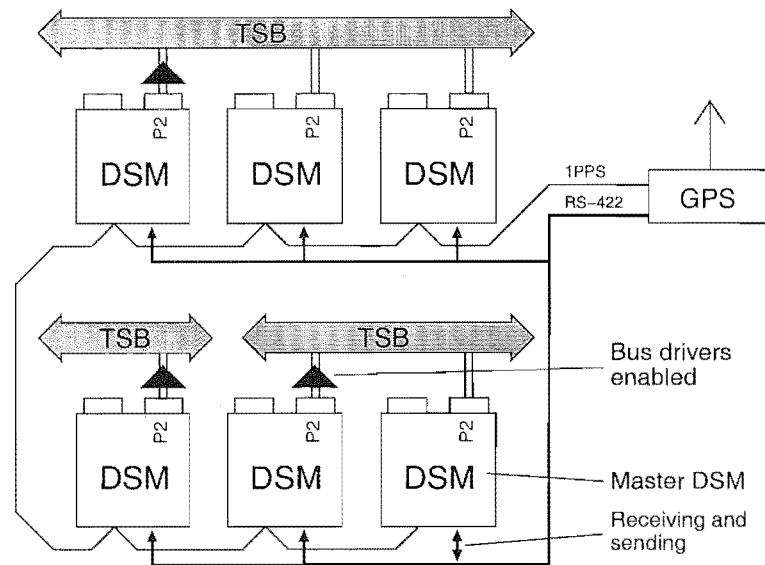 TSB
P2
P2
P2
DSM
DSM
DSM
1PPS
RS-422
GPS
TSB
TSB
Bus drivers
enabled
P2
P2
P2
DSM
DSM
DSM
Master DSM
Receiving and
sending